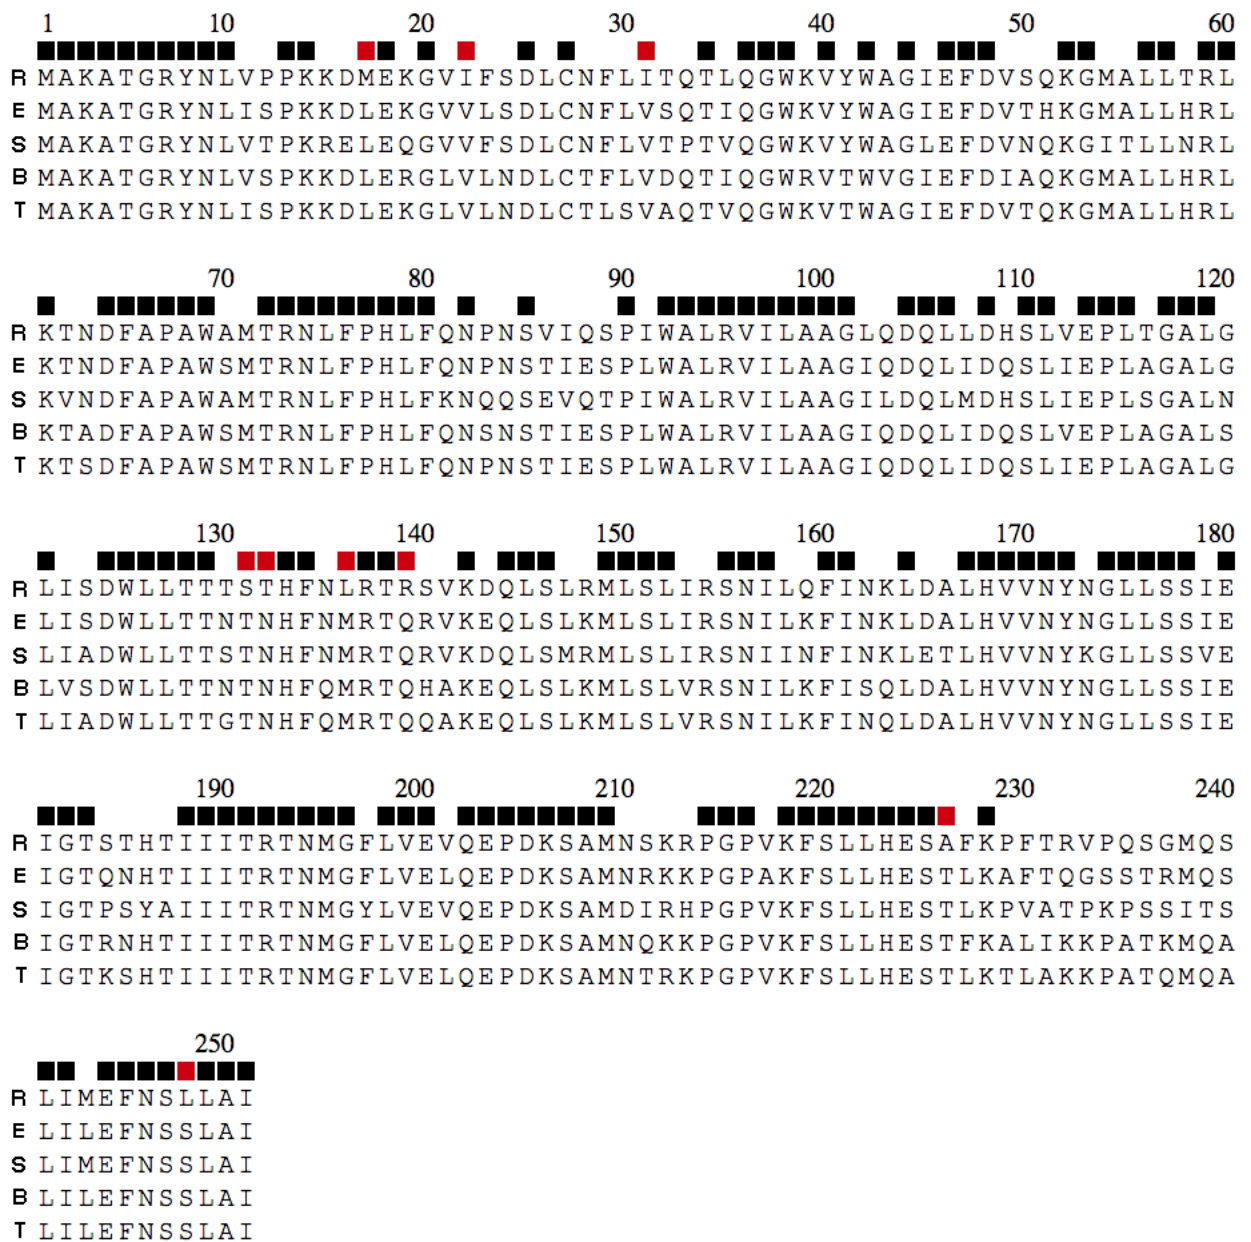 1 10 20 30 40 50 60
R MAKATGRYNLVPPKKDMEKGVIFSDLCNFLITQTLQGWKVYWAGIEFDVSQKGMALLTRL
E MAKATGRYNLISPKKDLEKGVVLSDLCNFLVSQTIQGWKVYWAGIEFDVTHKGMALLHRL
S MAKATGRYNLVTPKRELEQGVVFSDLCNFLVTPTVQGWKVYWAGLEFDVNQKGITLLNRL
B MAKATGRYNLVSPKKDLERGLVLNDLCTFLVDQTIQGWRVTWVGIEFDIAQKGMALLHRL
T MAKATGRYNLISPKKDLEKGLVLNDLCTLSVAQTVQGWKVTWAGIEFDVTQKGMALLHRL
70 80 90 100 110 120
R KTNDFAPAWAMTRNLFPHLFQNPNSVIQSPIWALRVILAAGLQDQLLDHSLVEPLTGALG
E KTNDFAPAWSMTRNLFPHLFQNPNSTIESPLWALRVILAAGIQDQLIDQSLIEPLAGALG
S KVNDFAPAWAMTRNLFPHLFKNQQSEVQTPIWALRVILAAGILDQLMDHSLIEPLSGALN
B KTADFAPAWSMTRNLFPHLFQNSNSTIESPLWALRVILAAGIQDQLIDQSLVEPLAGALS
T KTSDFAPAWSMTRNLFPHLFQNPNSTIESPLWALRVILAAGIQDQLIDQSLIEPLAGALG
130 140 150 160 170 180
R LISDWLLTTTSTHFNLRTRSVKDQLSLRMLSLIRSNILQFINKLDALHVVNYNGLLSSIE
E LISDWLLTTNTNHFNMRTQRVKEQLSLKMLSLIRSNILKFINKLDALHVVNYNGLLSSIE
S LIADWLLTTSTNHFNMRTQRVKDQLSMRMLSLIRSNIINFINKLETLHVVNYKGLLSSVE
B LVSDWLLTTNTNHFQMRTQHAKEQLSLKMLSLVRSNILKFISQLDALHVVNYNGLLSSIE
T LIADWLLTTGTNHFQMRTQQAKEQLSLKMLSLVRSNILKFINQLDALHVVNYNGLLSSIE
190 200 210 220 230 240
R IGTSTHTIIITRTNMGFLVEVQEPDKSAMNSKRPGPVKFSLLHESAFKPFTRVPQSGMQS
E IGTQNHTIIITRTNMGFLVELQEPDKSAMNRKKPGPAKFSLLHESTLKAFTQGSSTRMQS
S IGTPSYAIIITRTNMGYLVEVQEPDKSAMDIRHPGPVKFSLLHESTLKPVATPKPSSITS
B IGTRNHTIIITRTNMGFLVELQEPDKSAMNQKKPGPVKFSLLHESTFKALIKKPATKMQA
T IGTKSHTIIITRTNMGFLVELQEPDKSAMNTRKPGPVKFSLLHESTLKTLAKKPATQMQA
250
R LIMEFNSLLAI
E LILEFNSSLAI
S LIMEFNSSLAI
B LILEFNSSLAI
T LILEFNSSLAI